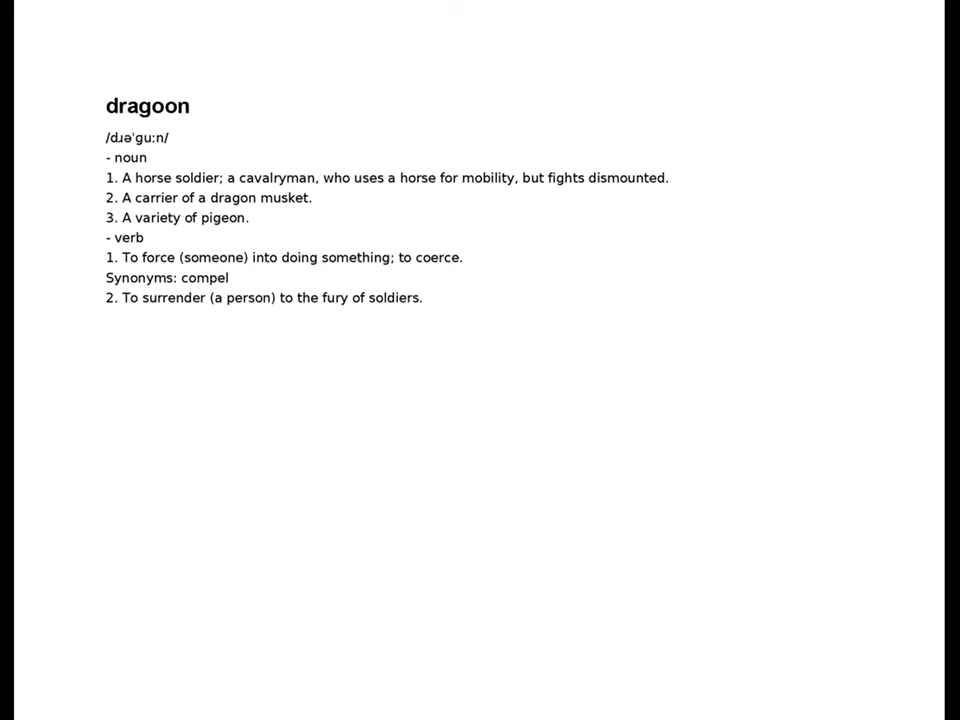 dragoon
/dɹəˈɡuːn/
- noun
1. A horse soldier; a cavalryman, who uses a horse for mobility, but fights dismounted.
2. A carrier of a dragon musket.
3. A variety of pigeon.
- verb
1. To force (someone) into doing something; to coerce.
Synonyms: compel
2. To surrender (a person) to the fury of soldiers.